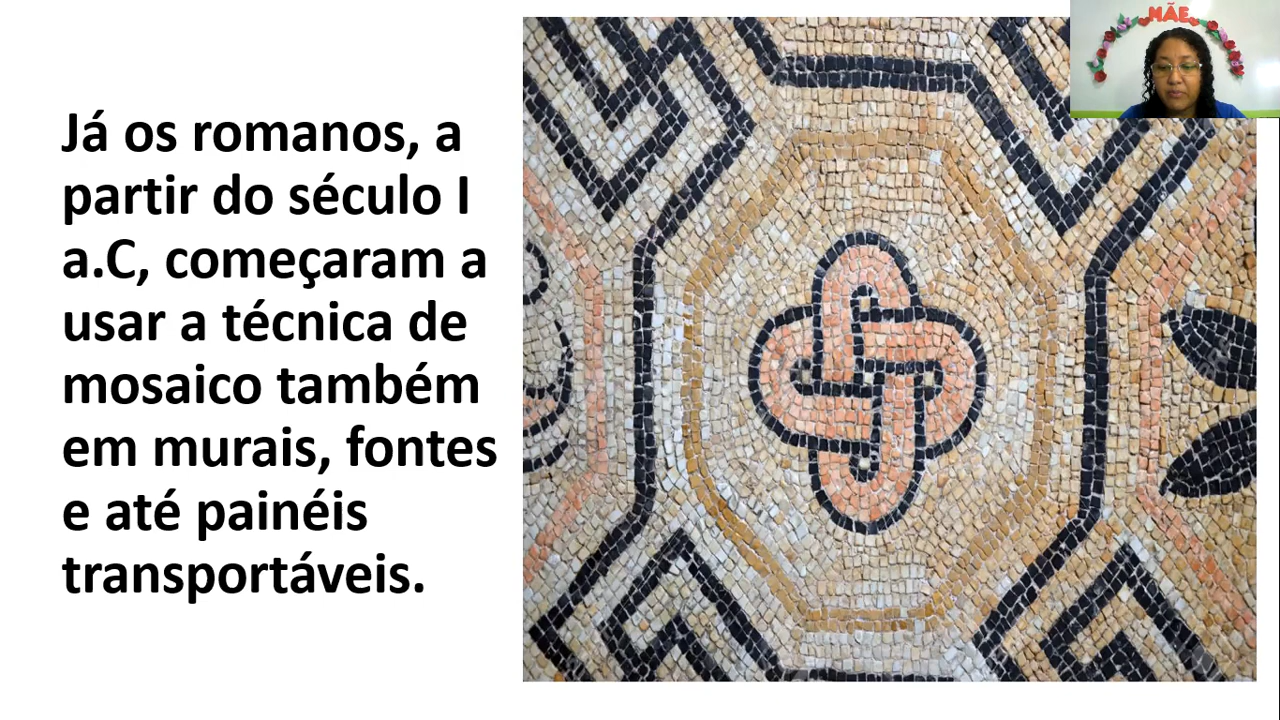 MÃE
Já os romanos, a
partir do século I
a.C, começaram a
usar a técnica de
mosaico também
em murais, fontes
e até painéis
transportáveis.